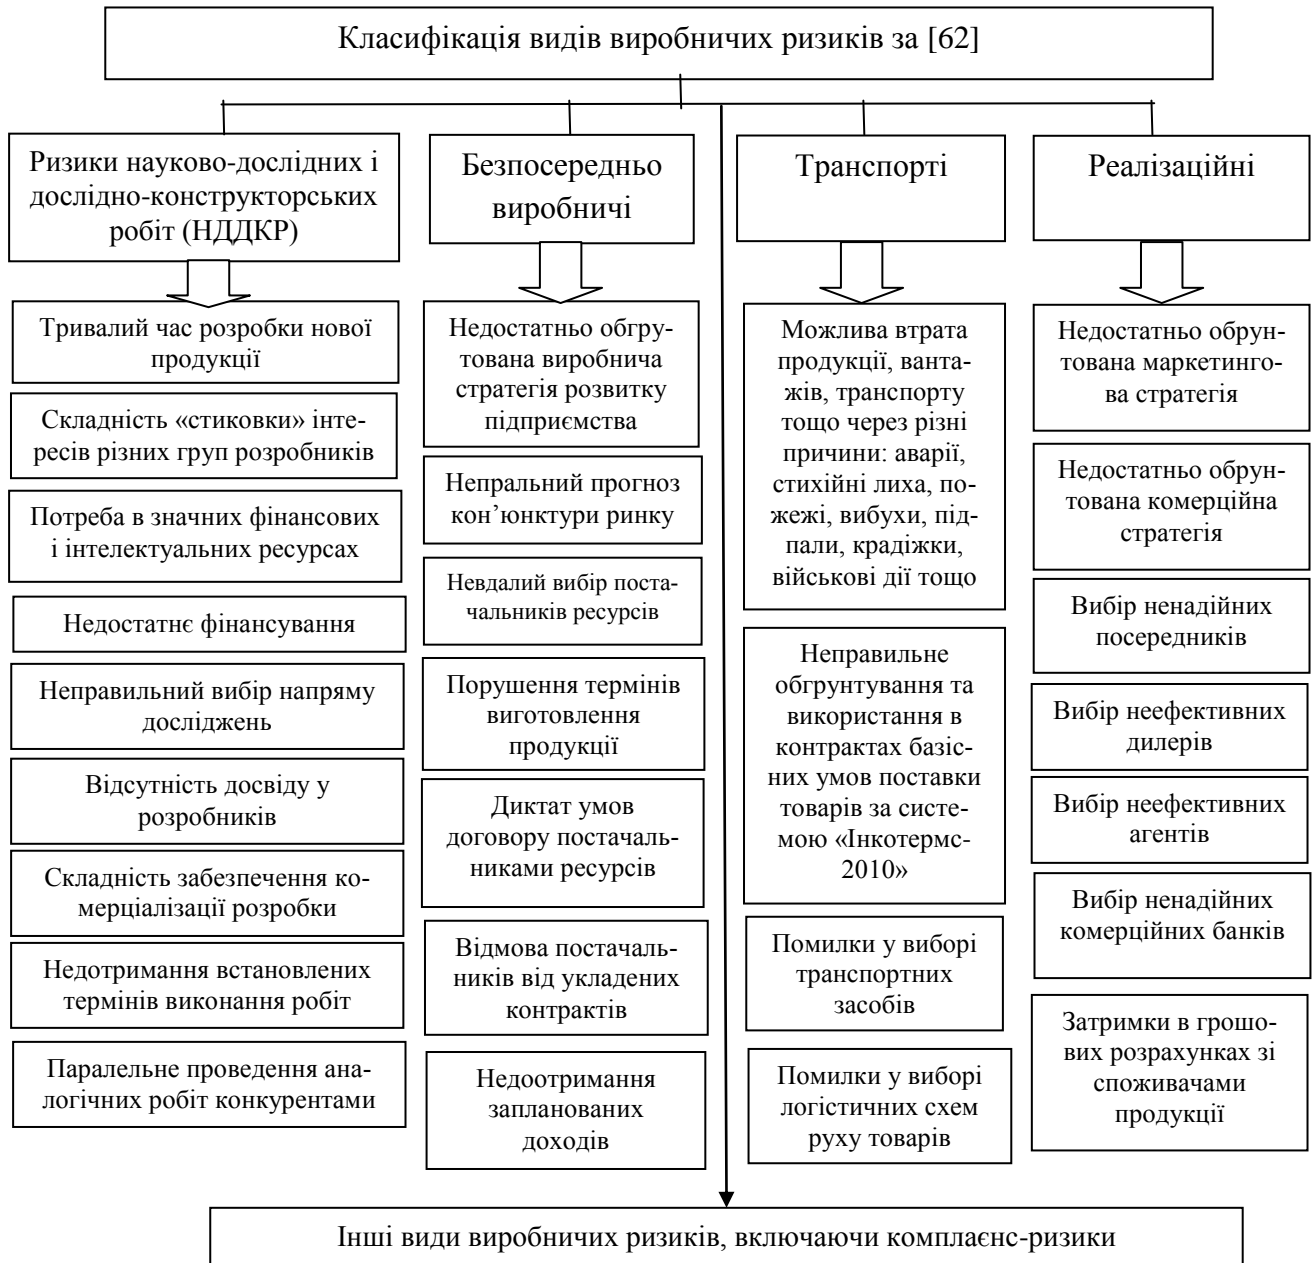 Класифікація видів виробничих ризиків за [62]
Ризики науково-дослідних і
дослідно-конструкторських
робіт (НДДКР)
Тривалий час розробки нової
продукції
Складність «стиковки» інте-
ресів різних груп розробників
Потреба в значних фінансових
і інтелектуальних ресурсах
Недостатнє фінансування
Неправильний вибір напряму
досліджень
Відсутність досвіду у
розробників
Складність забезпечення ко-
мерціалізації розробки
Недотримання встановлених
термінів виконання робіт
Паралельне проведення ана-
логічних робіт конкурентами
Безпосередньо
виробничі
Недостатньо обгру-
тована виробнича
стратегія розвитку
підприємства
Непральний прогноз
кон’юнктури ринку
Невдалий вибір поста-
чальників ресурсів
Порушення термінів
виготовлення
продукції
Диктат умов
договору постачаль-
никами ресурсів
Відмова постачаль-
ників від укладених
контрактів
Недоотримання
запланованих
доходів
Транспорті
Можлива втрата
продукції, ванта-
жів, транспорту
тощо через різні
причини: аварії,
стихійні лиха, по-
жежі, вибухи, під-
пали, крадіжки,
військові дії тощо
Неправильне
обгрунтування та
використання в
контрактах базіс-
них умов поставки
товарів за систе-
мою «Інкотермс-
2010»
Помилки у виборі
транспортних
засобів
Помилки у виборі
логістичних схем
руху товарів
Реалізаційні
Недостатньо обрун-
тована маркетинго-
ва стратегія
Недостатньо обрун-
тована комерційна
стратегія
Вибір ненадійних
посередників
Вибір неефективних
дилерів
Вибір неефективних
агентів
Вибір ненадійних
комерційних банків
Затримки в грошо-
вих розрахунках зі
споживачами
продукції
Інші види виробничих ризиків, включаючи комплаєнс-ризики